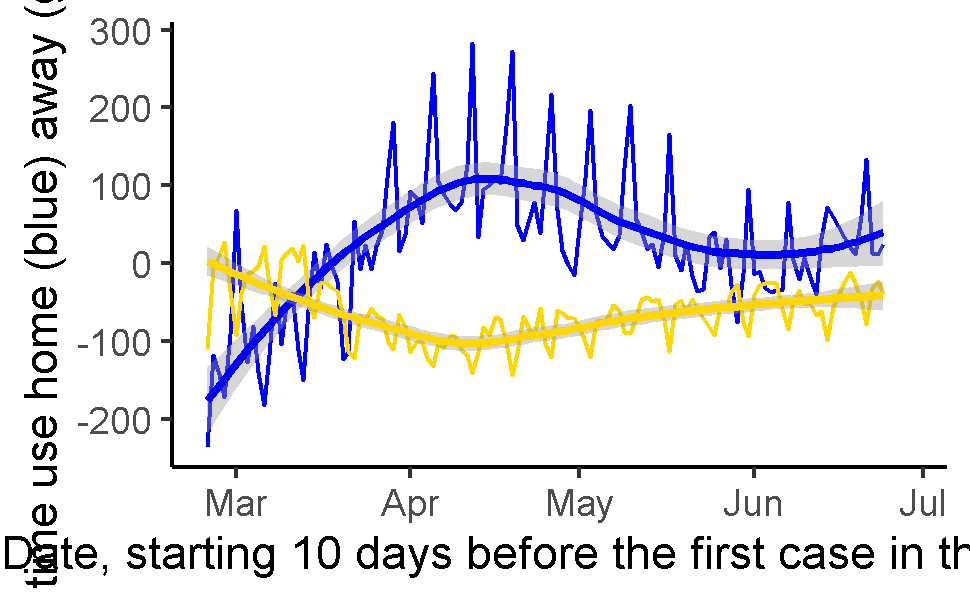 time use home (blue) away (
300
200
100
0
-100
-200
Mar Apr May Jun Jul
Date, starting 10 days before the first case in th